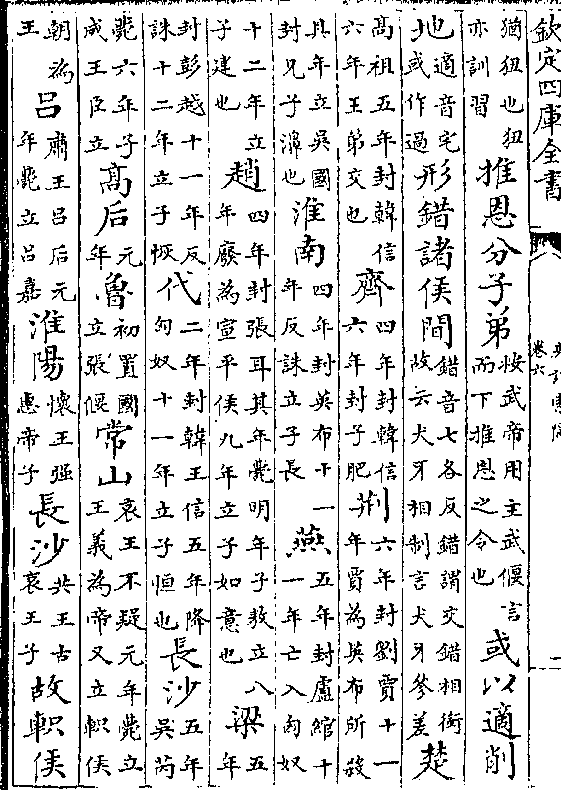 欽定四庫全書
卷六
猶狃也狃亦訓習推恩分子弟按武帝用主武偃言而下推恩之令也或以適削
地適音宅或作過形錯諸侯間錯音七各反錯謂交錯相銜故云犬牙相制言犬牙參差楚
高祖五年封韓信六年王弟交也齊四年封韓信六年封子肥荆六年封劉賈十一年賈為英布所殺
其年立吳國封兄子濞也淮南四年封英布十一年反誅立子長燕五年封盧綰十一年亡入匈奴
十二年立子建也趙四年封張耳其年薨明年子敖立八年廢為宣平侯九年立子如意也梁五年
封彭越十一年反誅十二年立子恢代二年封韓王信五年降匈奴十一年立子恒也長沙五年吳芮
薨六年子成王臣立高后元年魯初置國立張偃常山哀王不疑元年薨立王義為帝又立軹侯
朝為王呂肅王呂后元年薨立呂嘉淮陽懷王强惠帝子長沙共王古哀王子故軹侯